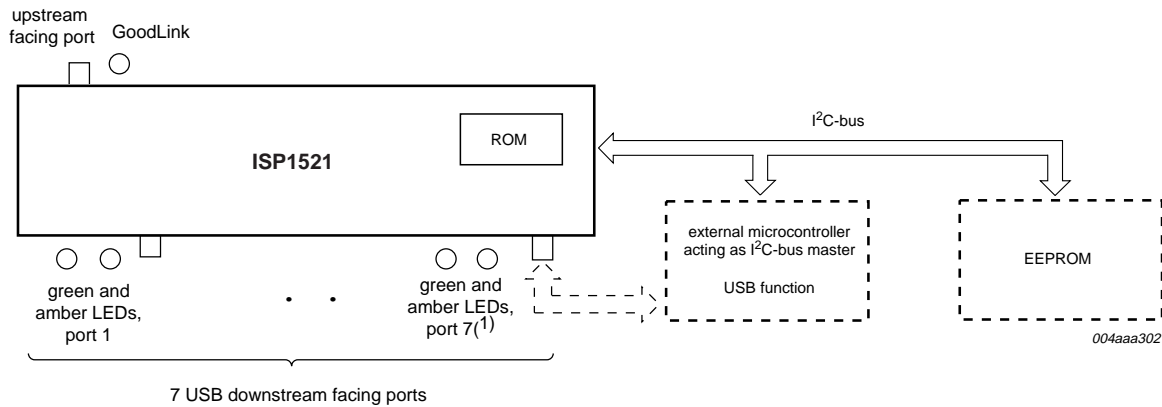 upstream
facing port
GoodLink
ISP1521
ROM
I²C-bus
external microcontroller
acting as I²C-bus master
USB function
EEPROM
green and
amber LEDs,
port 1
. .
green and
amber LEDs,
port 7(¹)
004aaa302
7 USB downstream facing ports